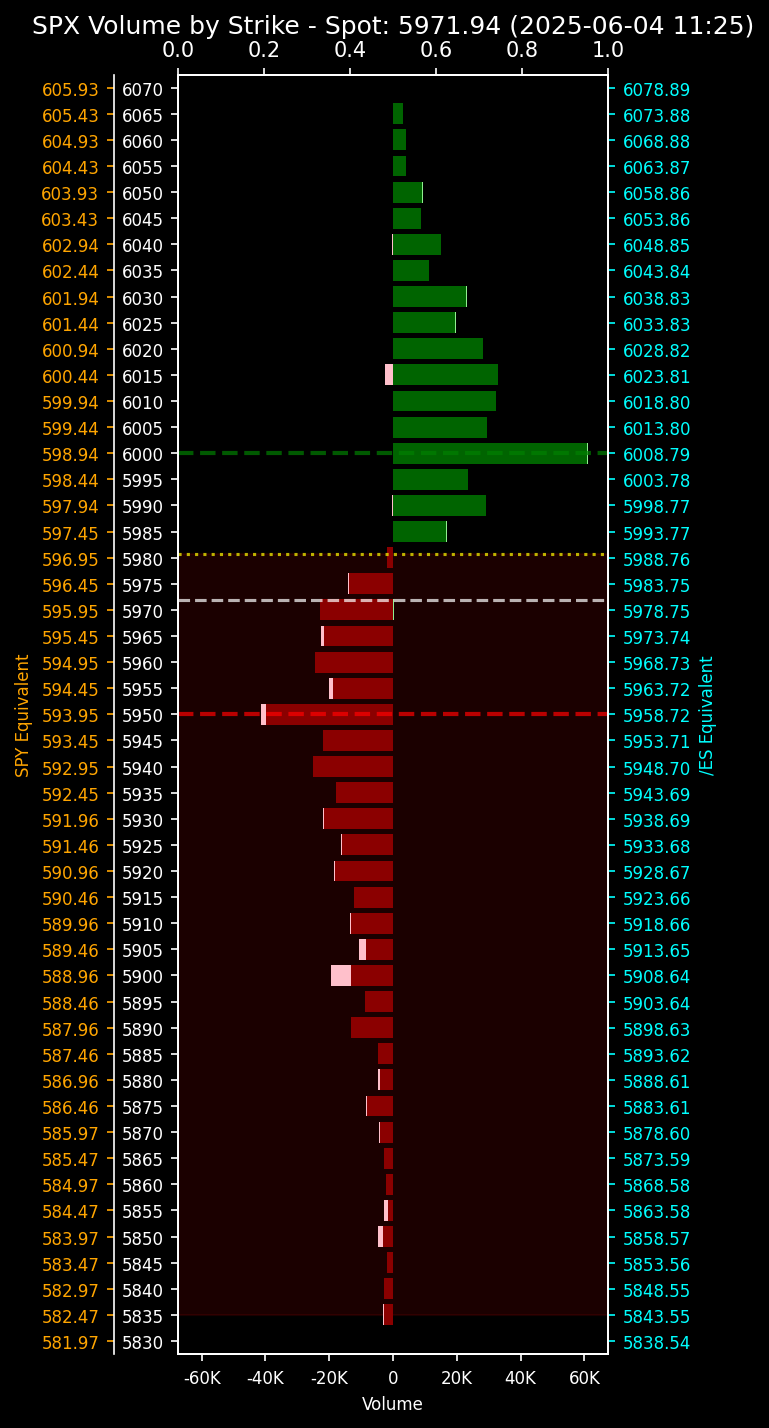 SPX Volume by Strike - Spot: 5971.94 (2025-06-04 11:25)
0.0 0.2 0.4 0.6 0.8 1.0
605.93 6070 6078.89
605.43 6065 6073.88
604.93 6060 6068.88
604.43 6055 6063.87
603.93 6050 6058.86
603.43 6045 6053.86
602.94 6040 6048.85
602.44 6035 6043.84
601.94 6030 6038.83
601.44 6025 6033.83
600.94 6020 6028.82
600.44 6015 6023.81
599.94 6010 6018.80
599.44 6005 6013.80
598.94 6000 6008.79
598.44 5995 6003.78
597.94 5990 5998.77
597.45 5985 5993.77
596.95 5980 5988.76
596.45 5975 5983.75
595.95 5970 5978.75
595.45 5965 5973.74
594.95 5960 5968.73
594.45 5955 5963.72
593.95 5950 5958.72
593.45 5945 5953.71
592.95 5940 5948.70
592.45 5935 5943.69
591.96 5930 5938.69
591.46 5925 5933.68
590.96 5920 5928.67
590.46 5915 5923.66
589.96 5910 5918.66
589.46 5905 5913.65
588.96 5900 5908.64
588.46 5895 5903.64
587.96 5890 5898.63
587.46 5885 5893.62
586.96 5880 5888.61
586.46 5875 5883.61
585.97 5870 5878.60
585.47 5865 5873.59
584.97 5860 5868.58
584.47 5855 5863.58
583.97 5850 5858.57
583.47 5845 5853.56
582.97 5840 5848.55
582.47 5835 5843.55
581.97 5830 5838.54
SPY Equivalent
/ES Equivalent
-60K -40K -20K 0 20K 40K 60K
Volume